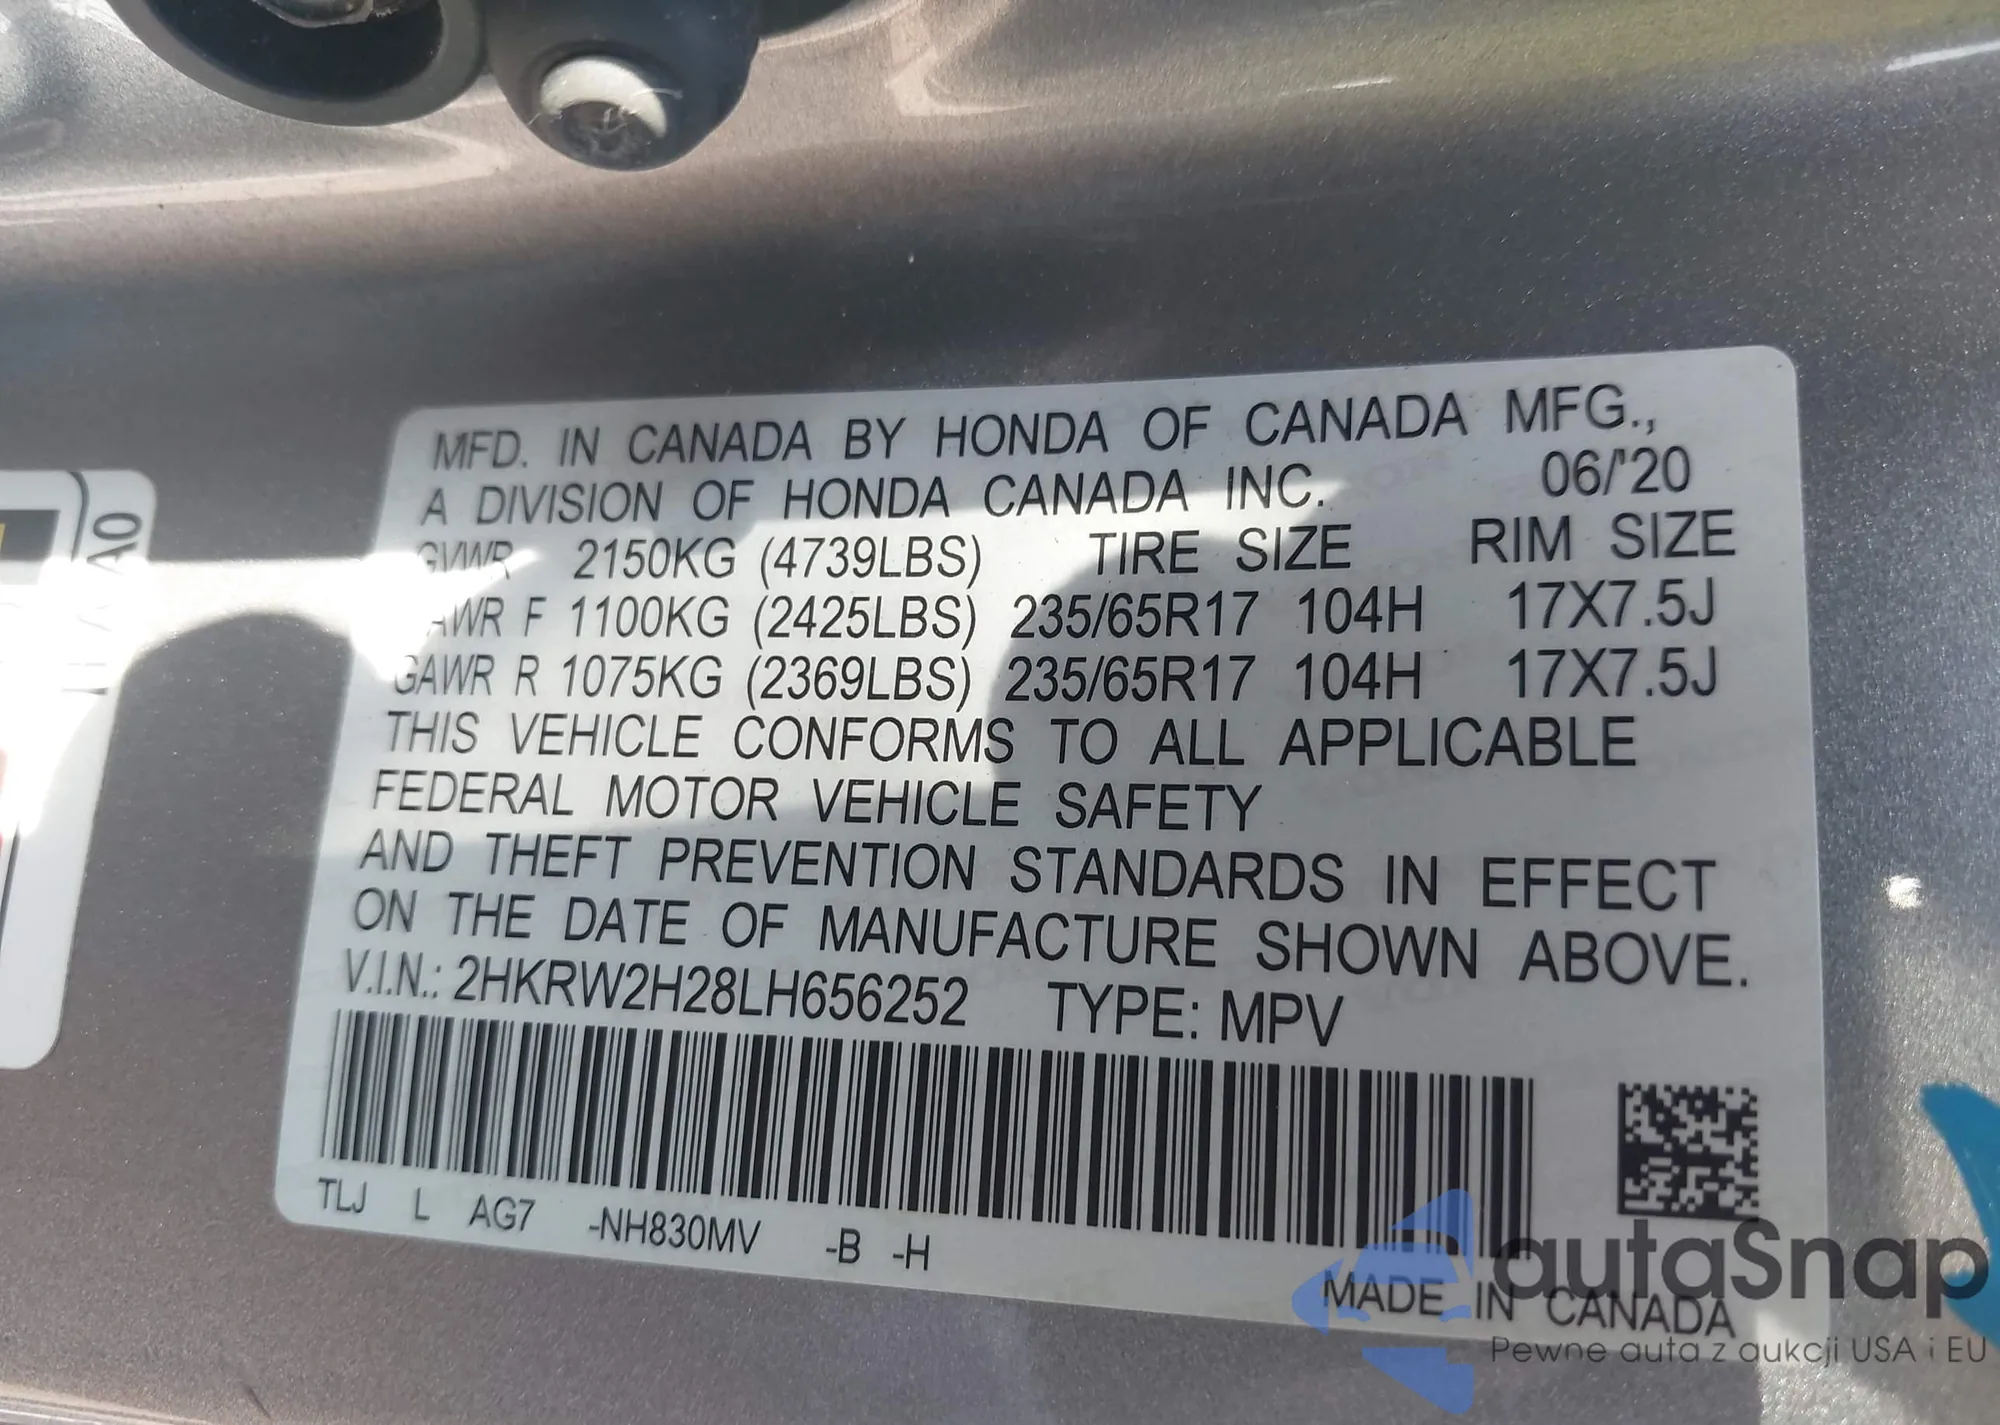 MFD. IN CANADA BY HONDA OF CANADA MFG.,
A DIVISION OF HONDA CANADA INC. 06/'20
GVWR 2150KG (4739LBS) TIRE SIZE RIM SIZE
GAWR F 1100KG (2425LBS) 235/65R17 104H 17X7.5J
GAWR R 1075KG (2369LBS) 235/65R17 104H 17X7.5J
THIS VEHICLE CONFORMS TO ALL APPLICABLE
FEDERAL MOTOR VEHICLE SAFETY
AND THEFT PREVENTION STANDARDS IN EFFECT
ON THE DATE OF MANUFACTURE SHOWN ABOVE.
V.I.N.: 2HKRW2H28LH656252 TYPE: MPV
TLJ L AG7 -NH830MV -B -H
MADE IN CANADA
autaSnap
Pewne auta z aukcji USA i EU